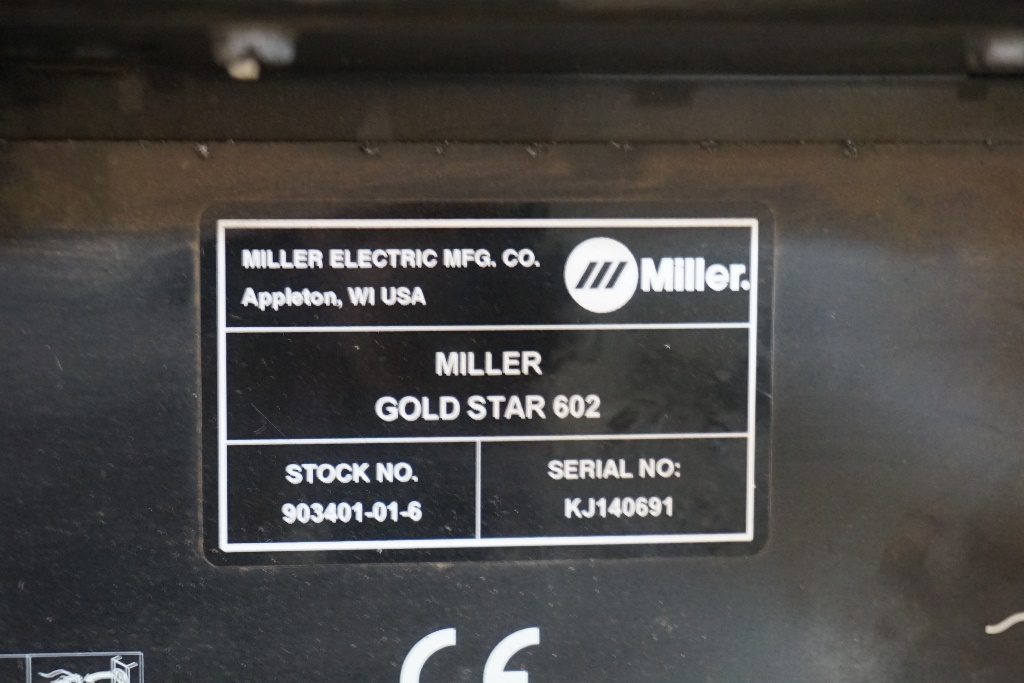 MILLER ELECTRIC MFG. CO.
Appleton, WI USA
Miller.
MILLER
GOLD STAR 602
STOCK NO.
903401-01-6
SERIAL NO:
KJ140691
CE